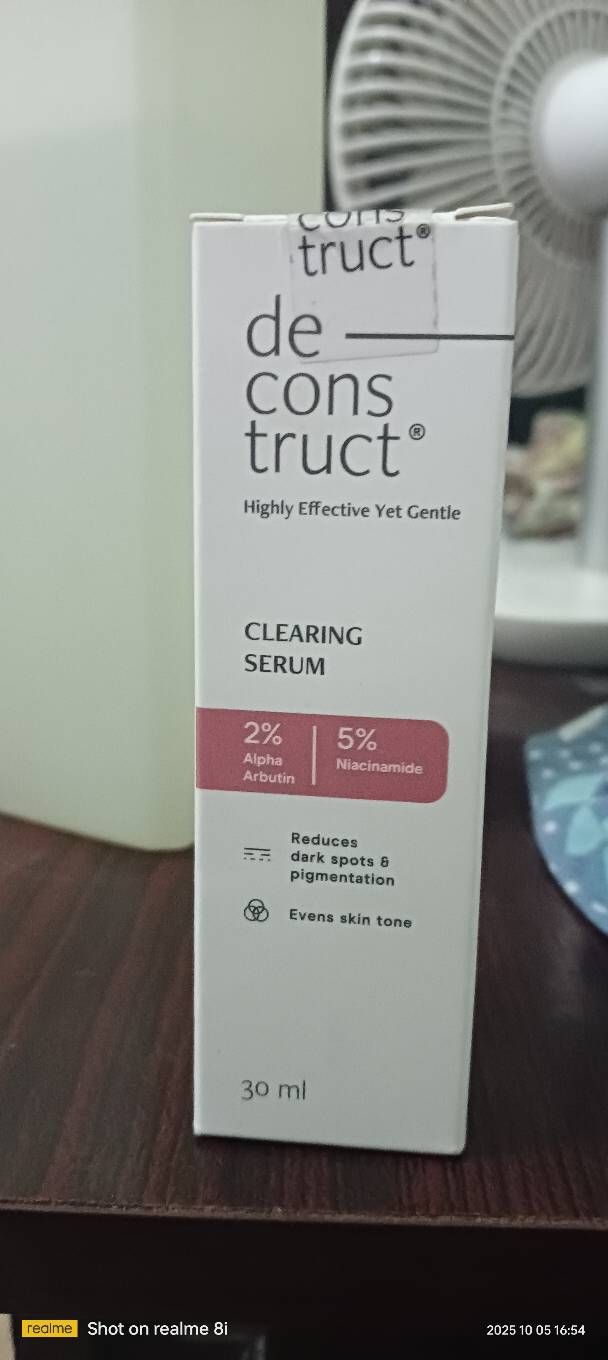 truct®
de
cons
truct®
Highly Effective Yet Gentle
CLEARING
SERUM
2%
Alpha
Arbutin
5%
Niacinamide
Reduces
dark spots &
pigmentation
Evens skin tone
30 ml
realme Shot on realme 8i
2025 10 05 16:54